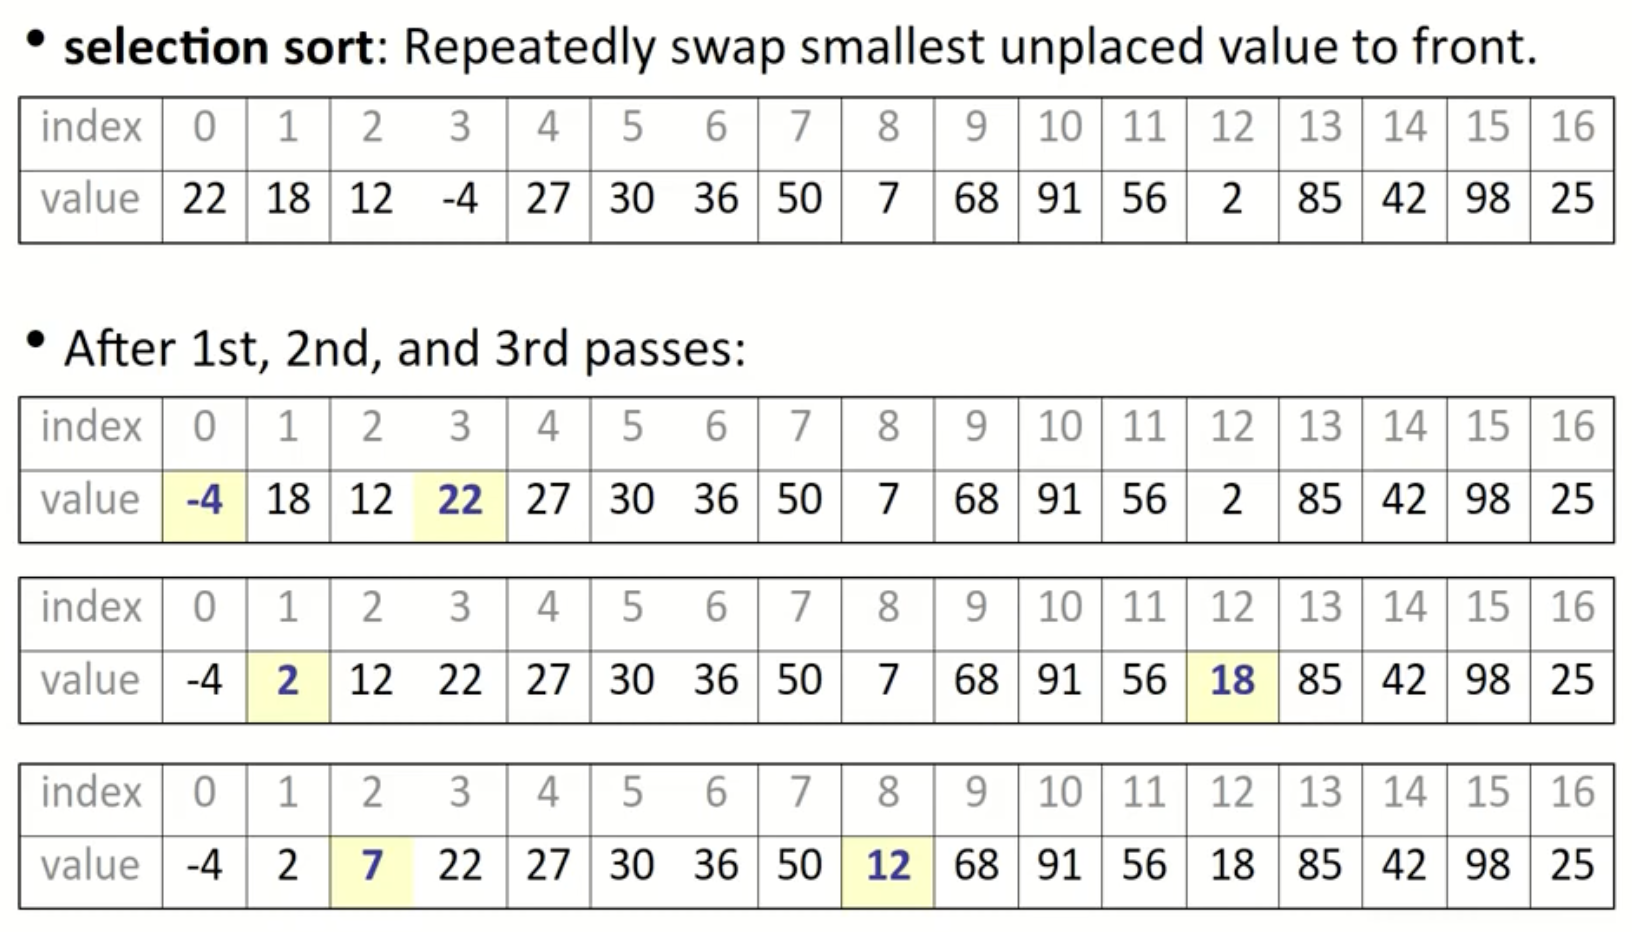 • selection sort: Repeatedly swap smallest unplaced value to front.
index 0 1 2 3 4 5 6 7 8 9 10 11 12 13 14 15 16
value 22 18 12 -4 27 30 36 50 7 68 91 56 2 85 42 98 25
• After 1st, 2nd, and 3rd passes:
index 0 1 2 3 4 5 6 7 8 9 10 11 12 13 14 15 16
value -4 18 12 22 27 30 36 50 7 68 91 56 2 85 42 98 25
index 0 1 2 3 4 5 6 7 8 9 10 11 12 13 14 15 16
value -4 2 12 22 27 30 36 50 7 68 91 56 18 85 42 98 25
index 0 1 2 3 4 5 6 7 8 9 10 11 12 13 14 15 16
value -4 2 7 22 27 30 36 50 12 68 91 56 18 85 42 98 25